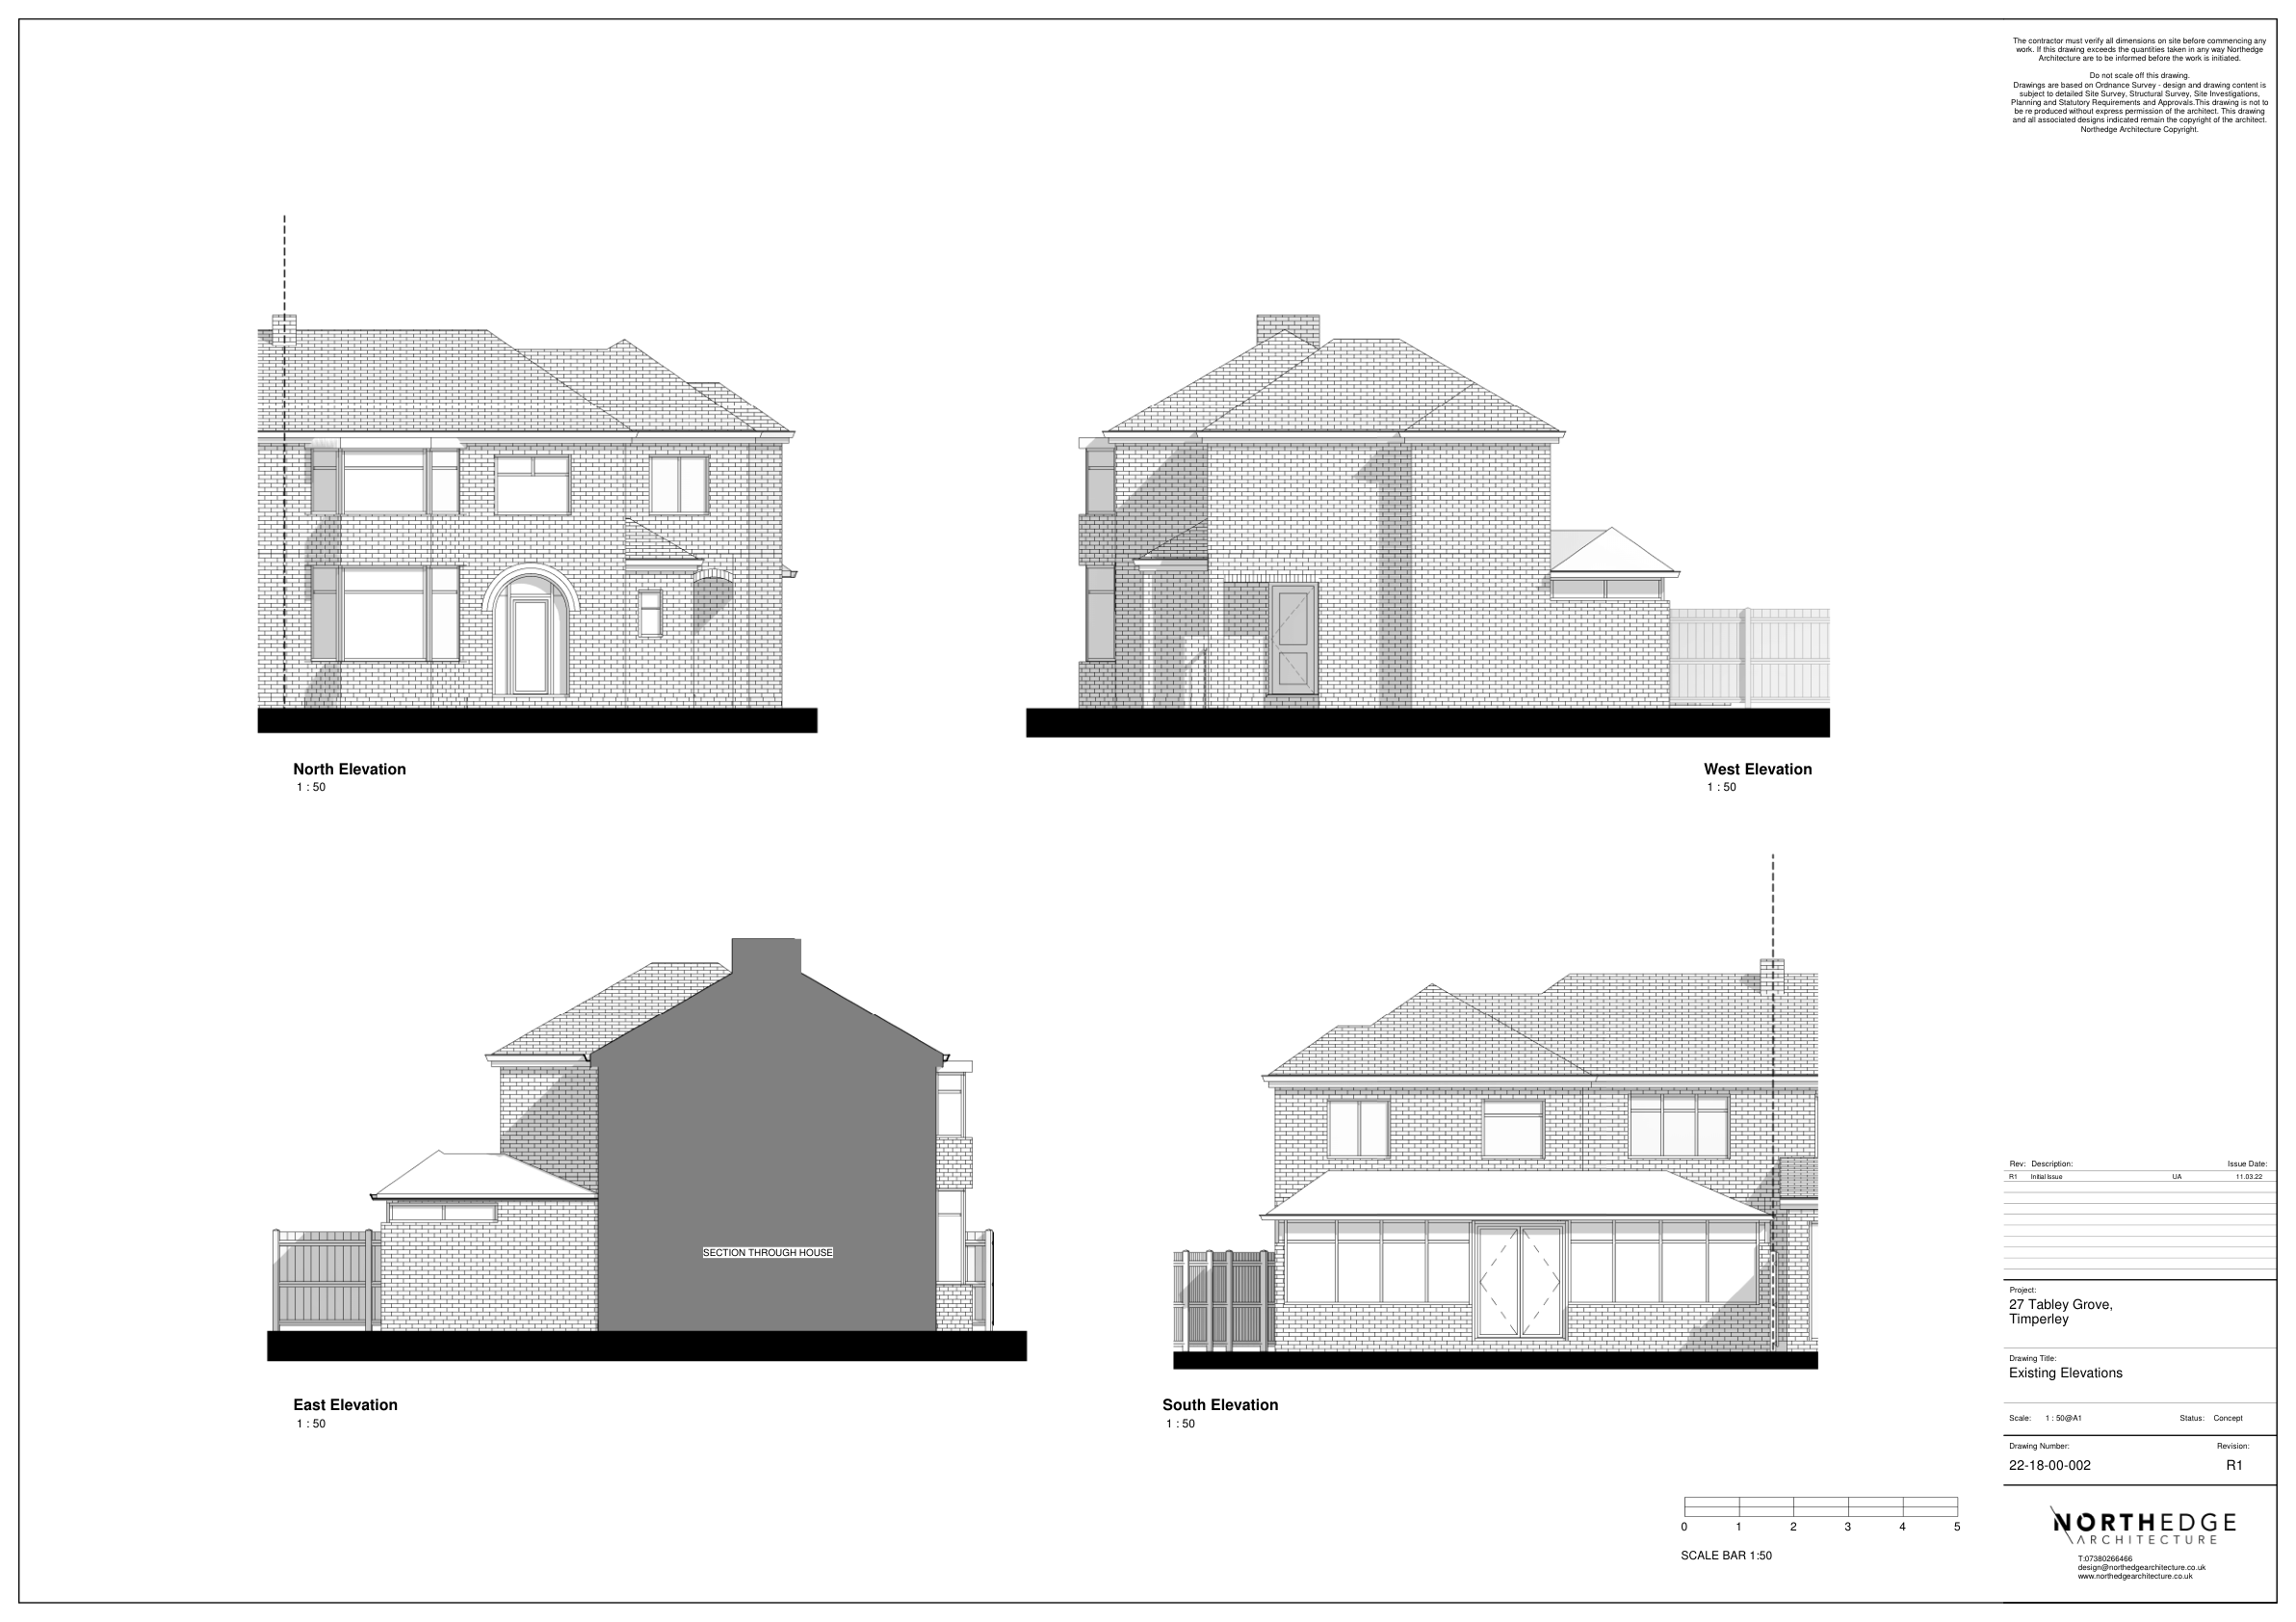 The contractor must verify all dimensions on site before commencing any
work. If this drawing exceeds the quantities taken in any way Northedge
Architecture are to be informed before the work is initiated.
Do not scale off this drawing.
Drawings are based on Ordnance Survey - design and drawing content is
subject to detailed Site Survey, Structural Survey, Site Investigations,
Planning and Statutory Requirements and Approvals.This drawing is not to
be re produced without express permission of the architect. This drawing
and all associated designs indicated remain the copyright of the architect.
Northedge Architecture Copyright.
North Elevation
1 : 50
West Elevation
1 : 50
SECTION THROUGH HOUSE
East Elevation
1 : 50
South Elevation
1 : 50
0 1 2 3 4 5
SCALE BAR 1:50
Rev: Description: Issue Date:
R1 Initial Issue UA 11.03.22
Project:
27 Tabley Grove,
Timperley
Drawing Title:
Existing Elevations
Scale: 1 : 50@A1 Status: Concept
Drawing Number: Revision:
22-18-00-002 R1
NORTHEDGE
ARCHITECTURE
T:07380266466
design@northedgearchitecture.co.uk
www.northedgearchitecture.co.uk